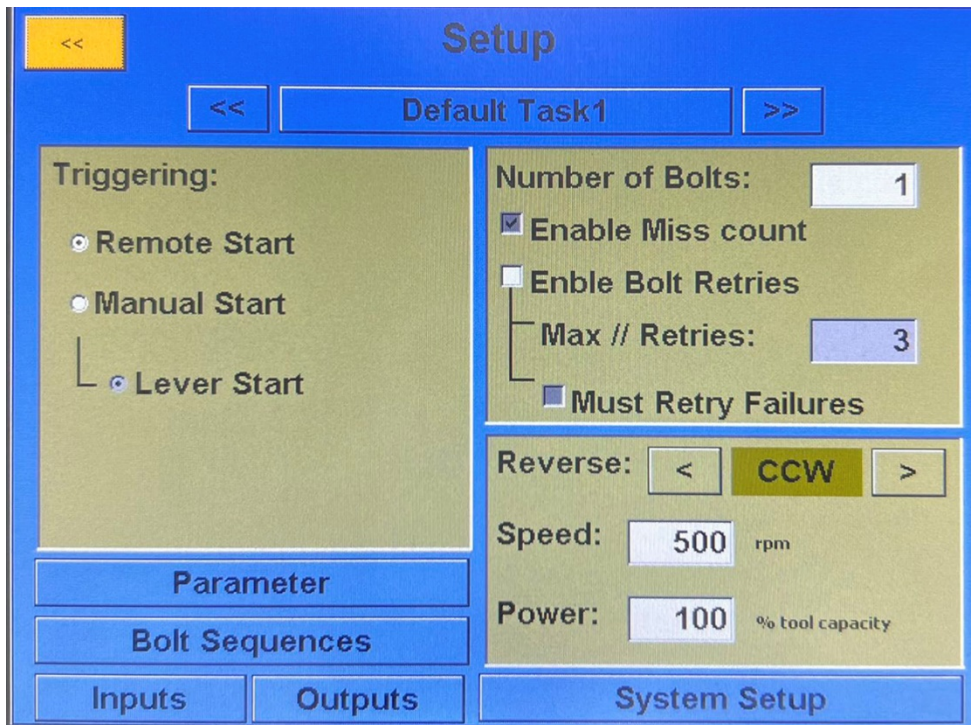 <<
Setup
<<
Default Task1
>>
Triggering:
Remote Start
Manual Start
Lever Start
Number of Bolts:
1
Enable Miss count
Enble Bolt Retries
Max // Retries:
3
Must Retry Failures
Reverse:
<
CCW
>
Speed:
500
rpm
Power:
100
% tool capacity
Parameter
Bolt Sequences
Inputs
Outputs
System Setup